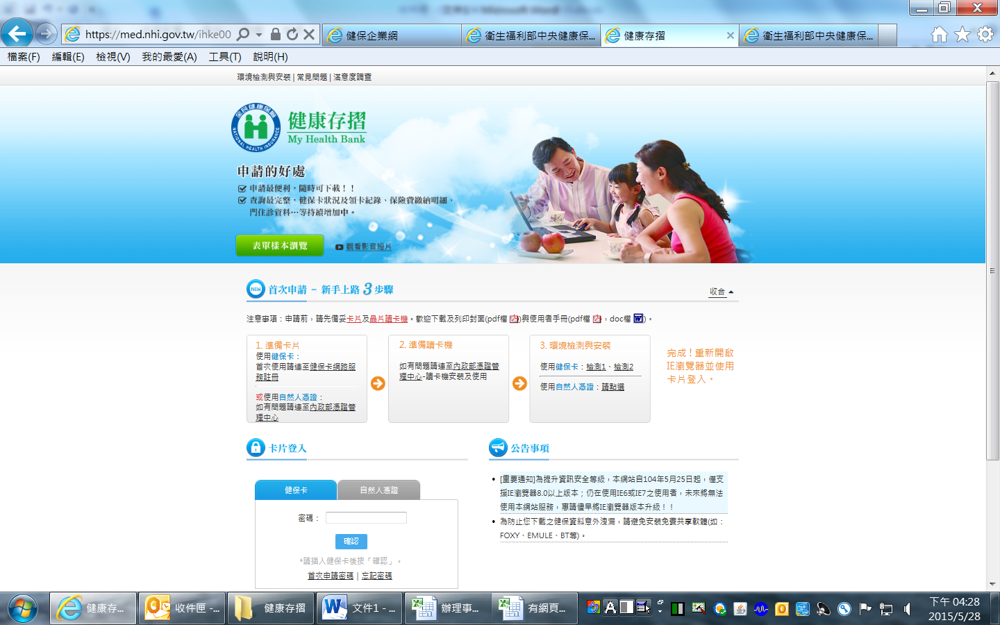 https://med.nhi.gov.tw/ihke00
健保企業網
衛生福利部中央健康保...
健康存摺
衛生福利部中央健康保...
檔案(F) 編輯(E) 檢視(V) 我的最愛(A) 工具(T) 說明(H)
環境檢測與安裝 | 常見問題 | 滿意度調查
全民健康保險
NATIONAL HEALTH INSURANCE
健康存摺
My Health Bank
申請的好處
申請最便利，隨時可下載！！
查詢最完整，健保卡狀況及領卡紀錄、保險費繳納明細、
門住診資料…等持續增加中。
表單樣本瀏覽
觀看影音短片
NEW 首次申請 － 新手上路 3 步驟
收合
注意事項：申請前，請先備妥卡片及晶片讀卡機。歡迎下載及列印封面(pdf檔 )與使用者手冊(pdf檔 ，doc檔 )。
1. 準備卡片
使用健保卡：
首次使用請連至健保卡網路服
務註冊
或使用自然人憑證：
如有問題請連至內政部憑證管
理中心
2. 準備讀卡機
如有問題請連至內政部憑證管
理中心-讀卡機安裝及使用
3. 環境檢測與安裝
使用健保卡：檢測1、檢測2
使用自然人憑證：請點選
完成！重新開啟
IE瀏覽器並使用
卡片登入。
卡片登入
健保卡
自然人憑證
密碼：
確認
*請插入健保卡後按「確認」。
首次申請密碼 | 忘記密碼
公告事項
[重要通知]為提升資訊安全等級，本網站自104年5月25日起，僅支
援IE瀏覽器8.0以上版本；仍在使用IE6或IE7之使用者，未來將無法
使用本網站服務，惠請儘早將IE瀏覽器版本升級！！
為防止您下載之健保資料意外洩漏，請避免安裝免費共享軟體(如：
FOXY、EMULE、BT等)。
健康存...
收件匣 -...
健康存摺
文件1 - ...
辦理事...
有網頁...
下午 04:28
2015/5/28